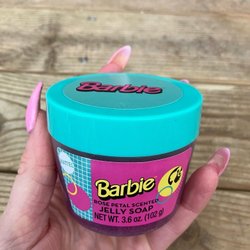 Barbie
Barbie
ROSE PETAL SCENTED
JELLY SOAP
NET WT. 3.6 oz. (102 g)